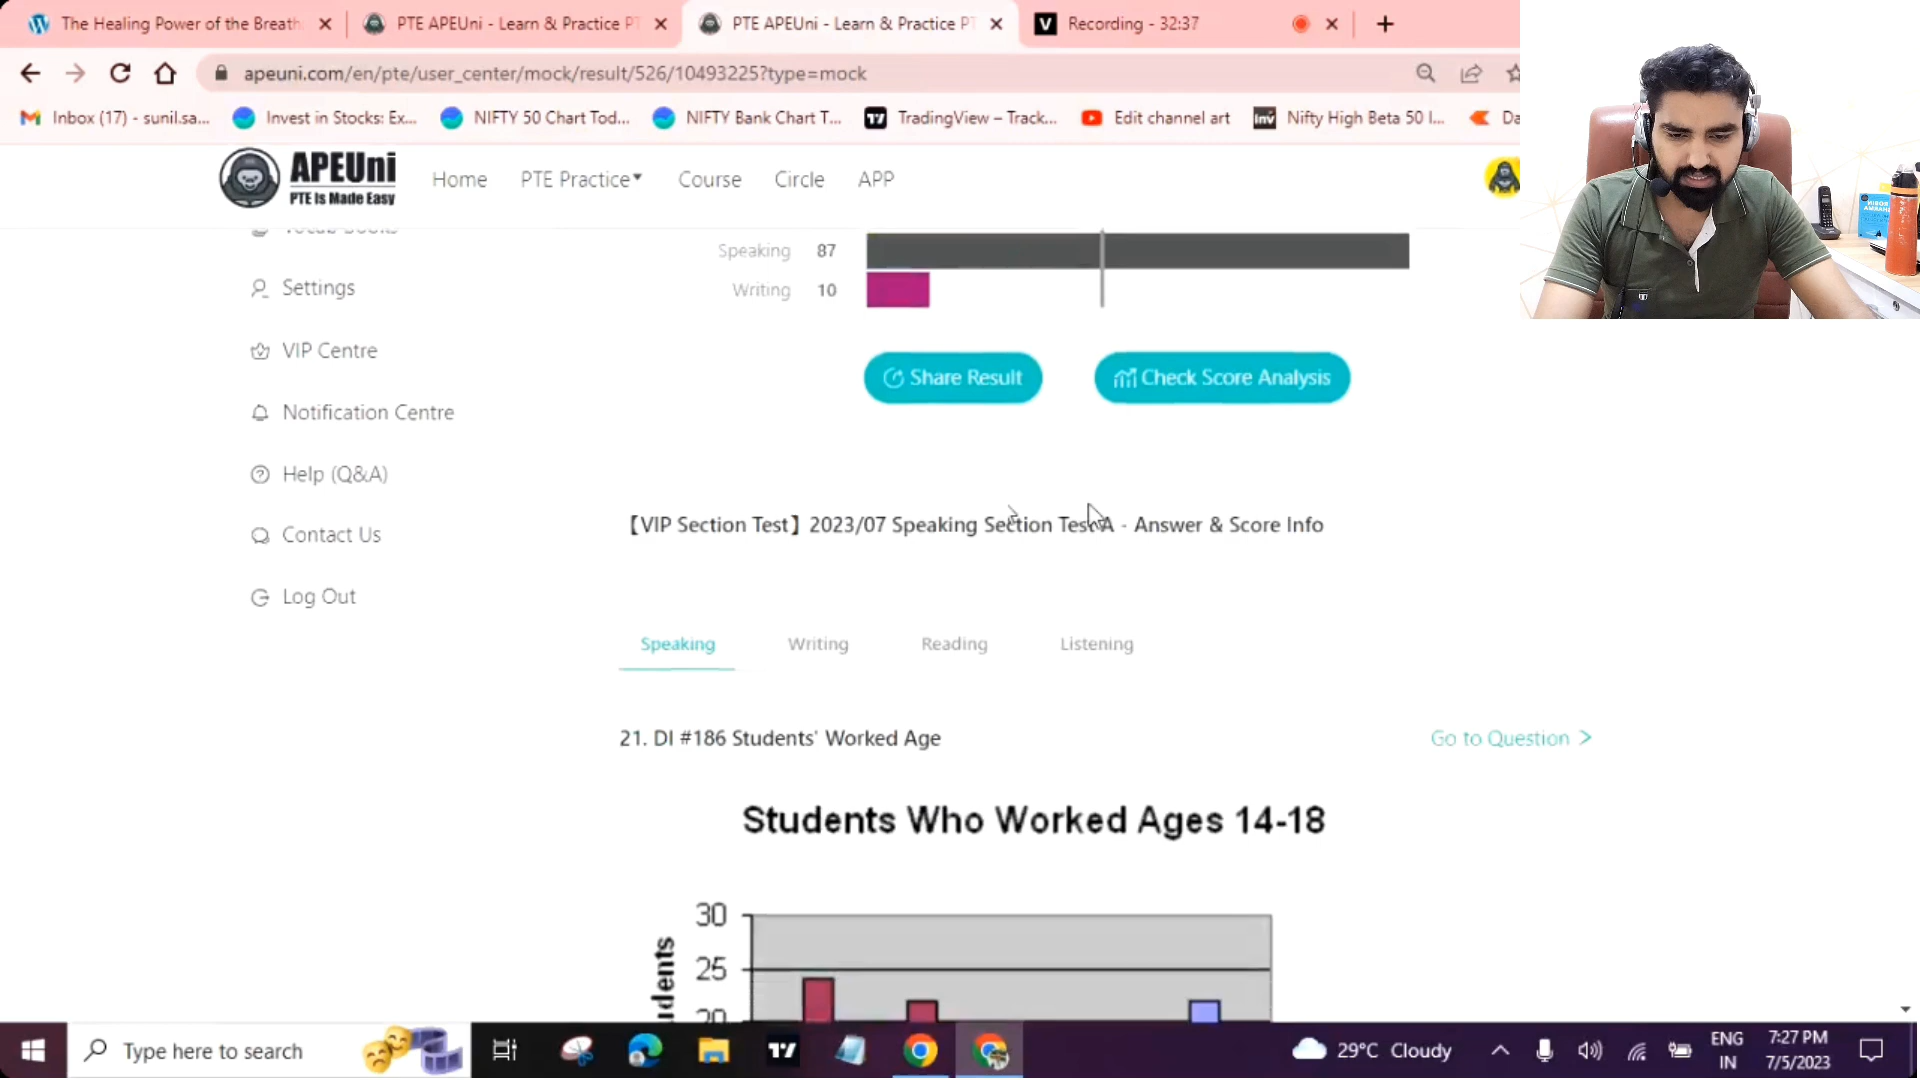 The Healing Power of the Breath
PTE APEUni - Learn & Practice PT
PTE APEUni - Learn & Practice PT
V
Recording - 32:37
apeuni.com/en/pte/user_center/mock/result/526/10493225?type=mock
Inbox (17) - sunil.sa...
Invest in Stocks: Ex...
NIFTY 50 Chart Tod...
NIFTY Bank Chart T...
TradingView – Track...
Edit channel art
Inv
Nifty High Beta 50 I...
Da
APEUni
PTE Is Made Easy
Home
PTE Practice
Course
Circle
APP
Vocab Books
Settings
VIP Centre
Notification Centre
Help (Q&A)
Contact Us
Log Out
Speaking 87
Writing 10
Share Result
Check Score Analysis
【VIP Section Test】2023/07 Speaking Section Test A - Answer & Score Info
Speaking
Writing
Reading
Listening
21. DI #186 Students' Worked Age
Go to Question >
Students Who Worked Ages 14-18
30
25
20
Type here to search
29°C Cloudy
ENG
IN
7:27 PM
7/5/2023